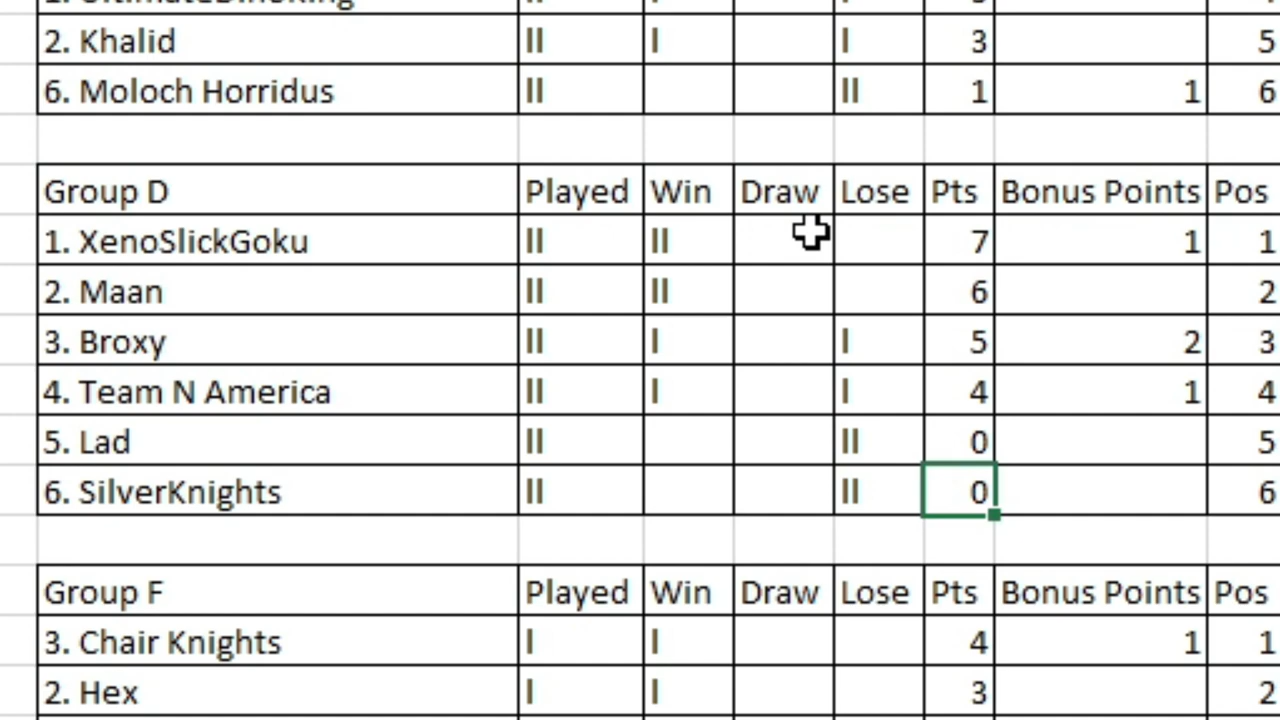 2. Khalid II I I 3 5
6. Moloch Horridus II II 1 1 6
Group D Played Win Draw Lose Pts Bonus Points Pos
1. XenoSlickGoku II II 7 1 1
2. Maan II II 6 2
3. Broxy II I I 5 2 3
4. Team N America II I I 4 1 4
5. Lad II II 0 5
6. SilverKnights II II 0 6
Group F Played Win Draw Lose Pts Bonus Points Pos
3. Chair Knights I I 4 1 1
2. Hex I I 3 2